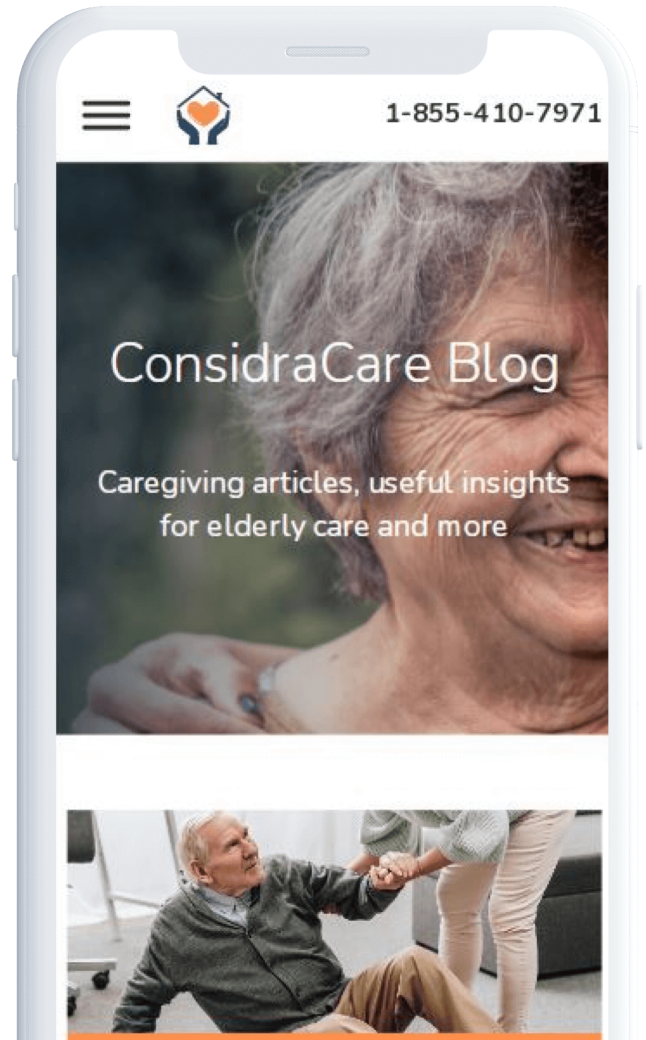 1-855-410-7971
ConsidraCare Blog
Caregiving articles, useful insights
for elderly care and more